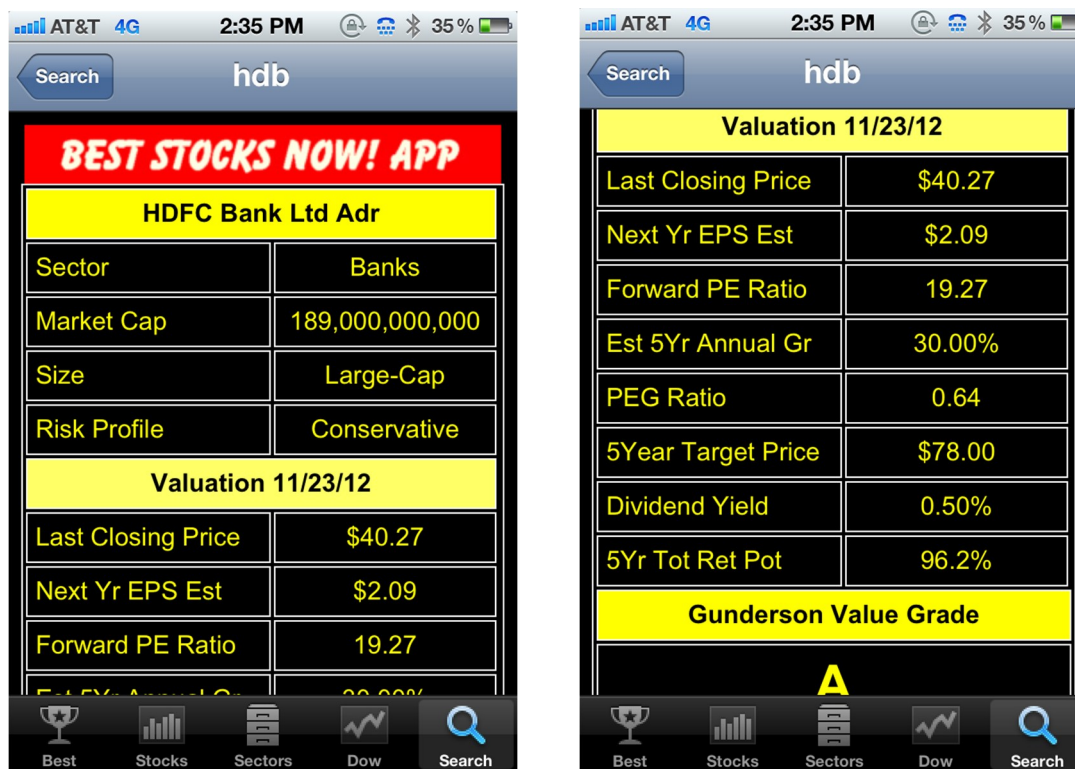 AT&T 4G 2:35 PM 35%
Search hdb
BEST STOCKS NOW! APP
HDFC Bank Ltd Adr
Sector Banks
Market Cap 189,000,000,000
Size Large-Cap
Risk Profile Conservative
Valuation 11/23/12
Last Closing Price $40.27
Next Yr EPS Est $2.09
Forward PE Ratio 19.27
Est 5Yr Annual Gr 30.00%
Best Stocks Sectors Dow Search
AT&T 4G 2:35 PM 35%
Search hdb
Valuation 11/23/12
Last Closing Price $40.27
Next Yr EPS Est $2.09
Forward PE Ratio 19.27
Est 5Yr Annual Gr 30.00%
PEG Ratio 0.64
5Year Target Price $78.00
Dividend Yield 0.50%
5Yr Tot Ret Pot 96.2%
Gunderson Value Grade
A
Best Stocks Sectors Dow Search